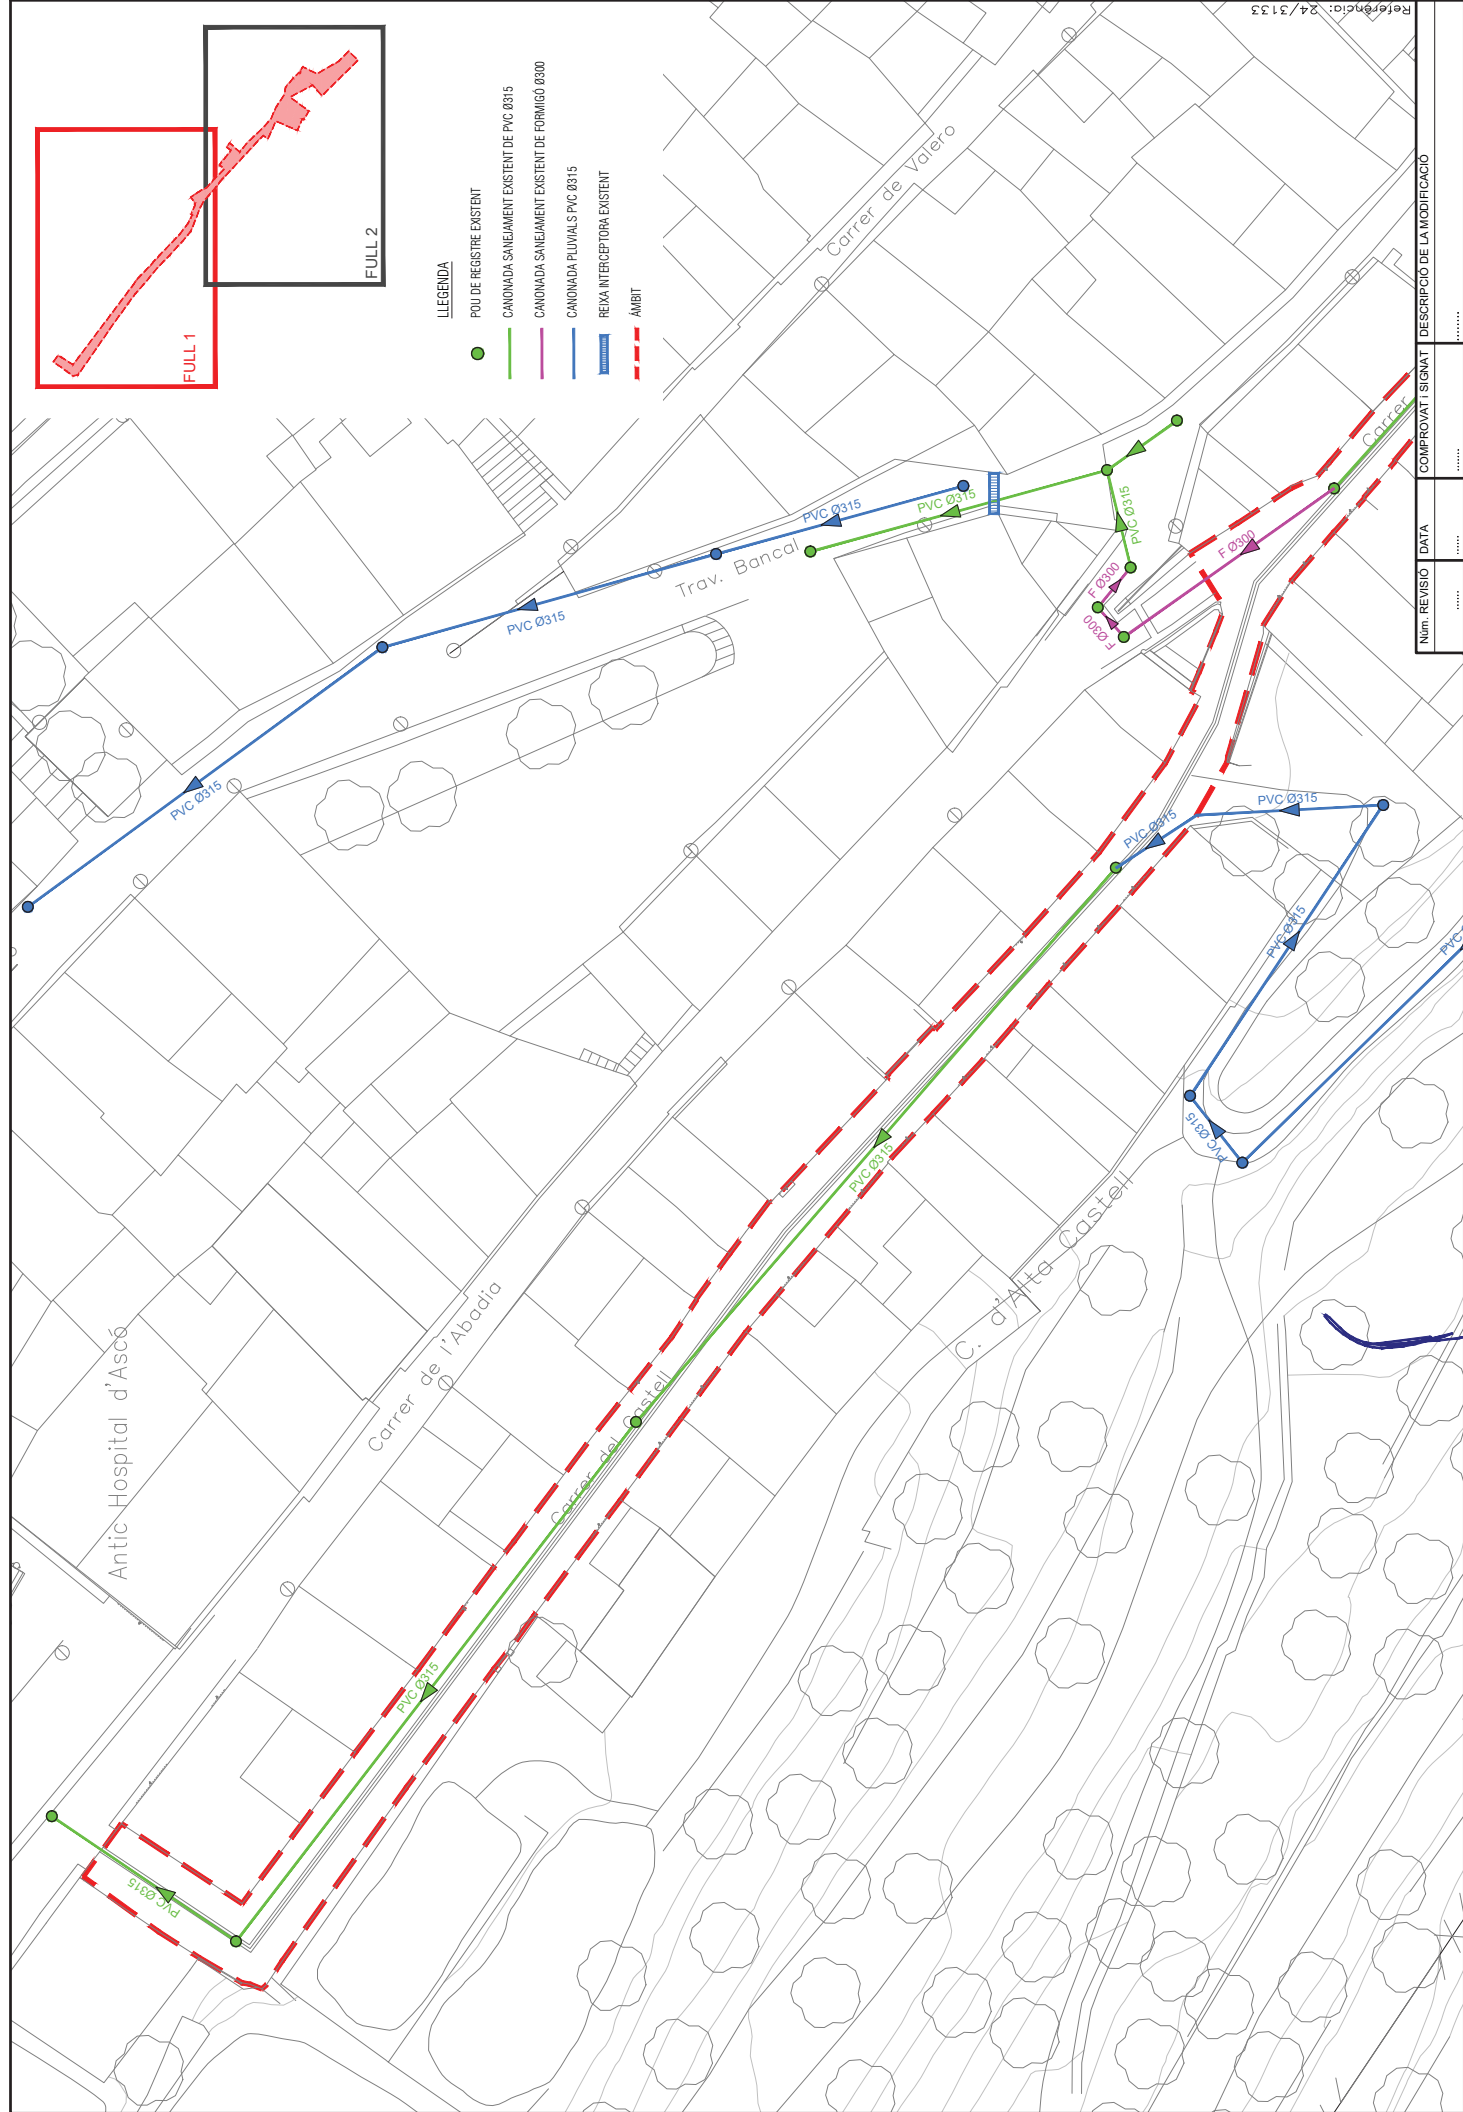 Referència: 24/3133
FULL 1
FULL 2
LLEGENDA
POU DE REGISTRE EXISTENT
CANONADA SANEJAMENT EXISTENT DE PVC Ø315
CANONADA SANEJAMENT EXISTENT DE FORMIGÓ Ø300
CANONADA PLUVIALS PVC Ø315
REIXA INTERCEPTORA EXISTENT
ÀMBIT
Carrer de Valero
PVC Ø315
PVC Ø315
Trav. Bancal
PVC Ø315
PVC Ø315
PVC Ø315
F Ø300
F Ø300
F Ø300
Carrer
PVC Ø315
PVC Ø315
PVC Ø315
PVC Ø315
PVC
PVC Ø315
C. d'Alta Castell
Carrer de l'Abadia
Antic Hospital d'Ascó
Carrer del Castell
PVC Ø315
PVC Ø315
Núm. REVISIÓ
DATA
COMPROVAT i SIGNAT
DESCRIPCIÓ DE LA MODIFICACIÓ
......
......
......
.........